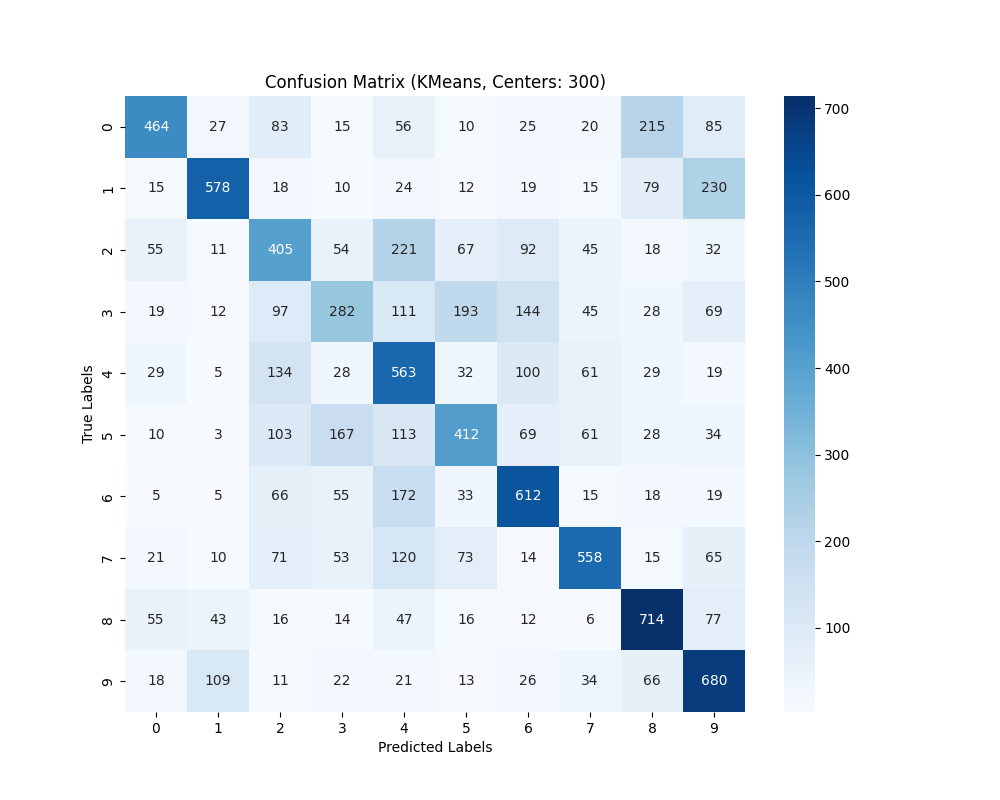 Confusion Matrix (KMeans, Centers: 300)
True Labels
0 464 27 83 15 56 10 25 20 215 85
1 15 578 18 10 24 12 19 15 79 230
2 55 11 405 54 221 67 92 45 18 32
3 19 12 97 282 111 193 144 45 28 69
4 29 5 134 28 563 32 100 61 29 19
5 10 3 103 167 113 412 69 61 28 34
6 5 5 66 55 172 33 612 15 18 19
7 21 10 71 53 120 73 14 558 15 65
8 55 43 16 14 47 16 12 6 714 77
9 18 109 11 22 21 13 26 34 66 680
0 1 2 3 4 5 6 7 8 9
Predicted Labels
700
600
500
400
300
200
100